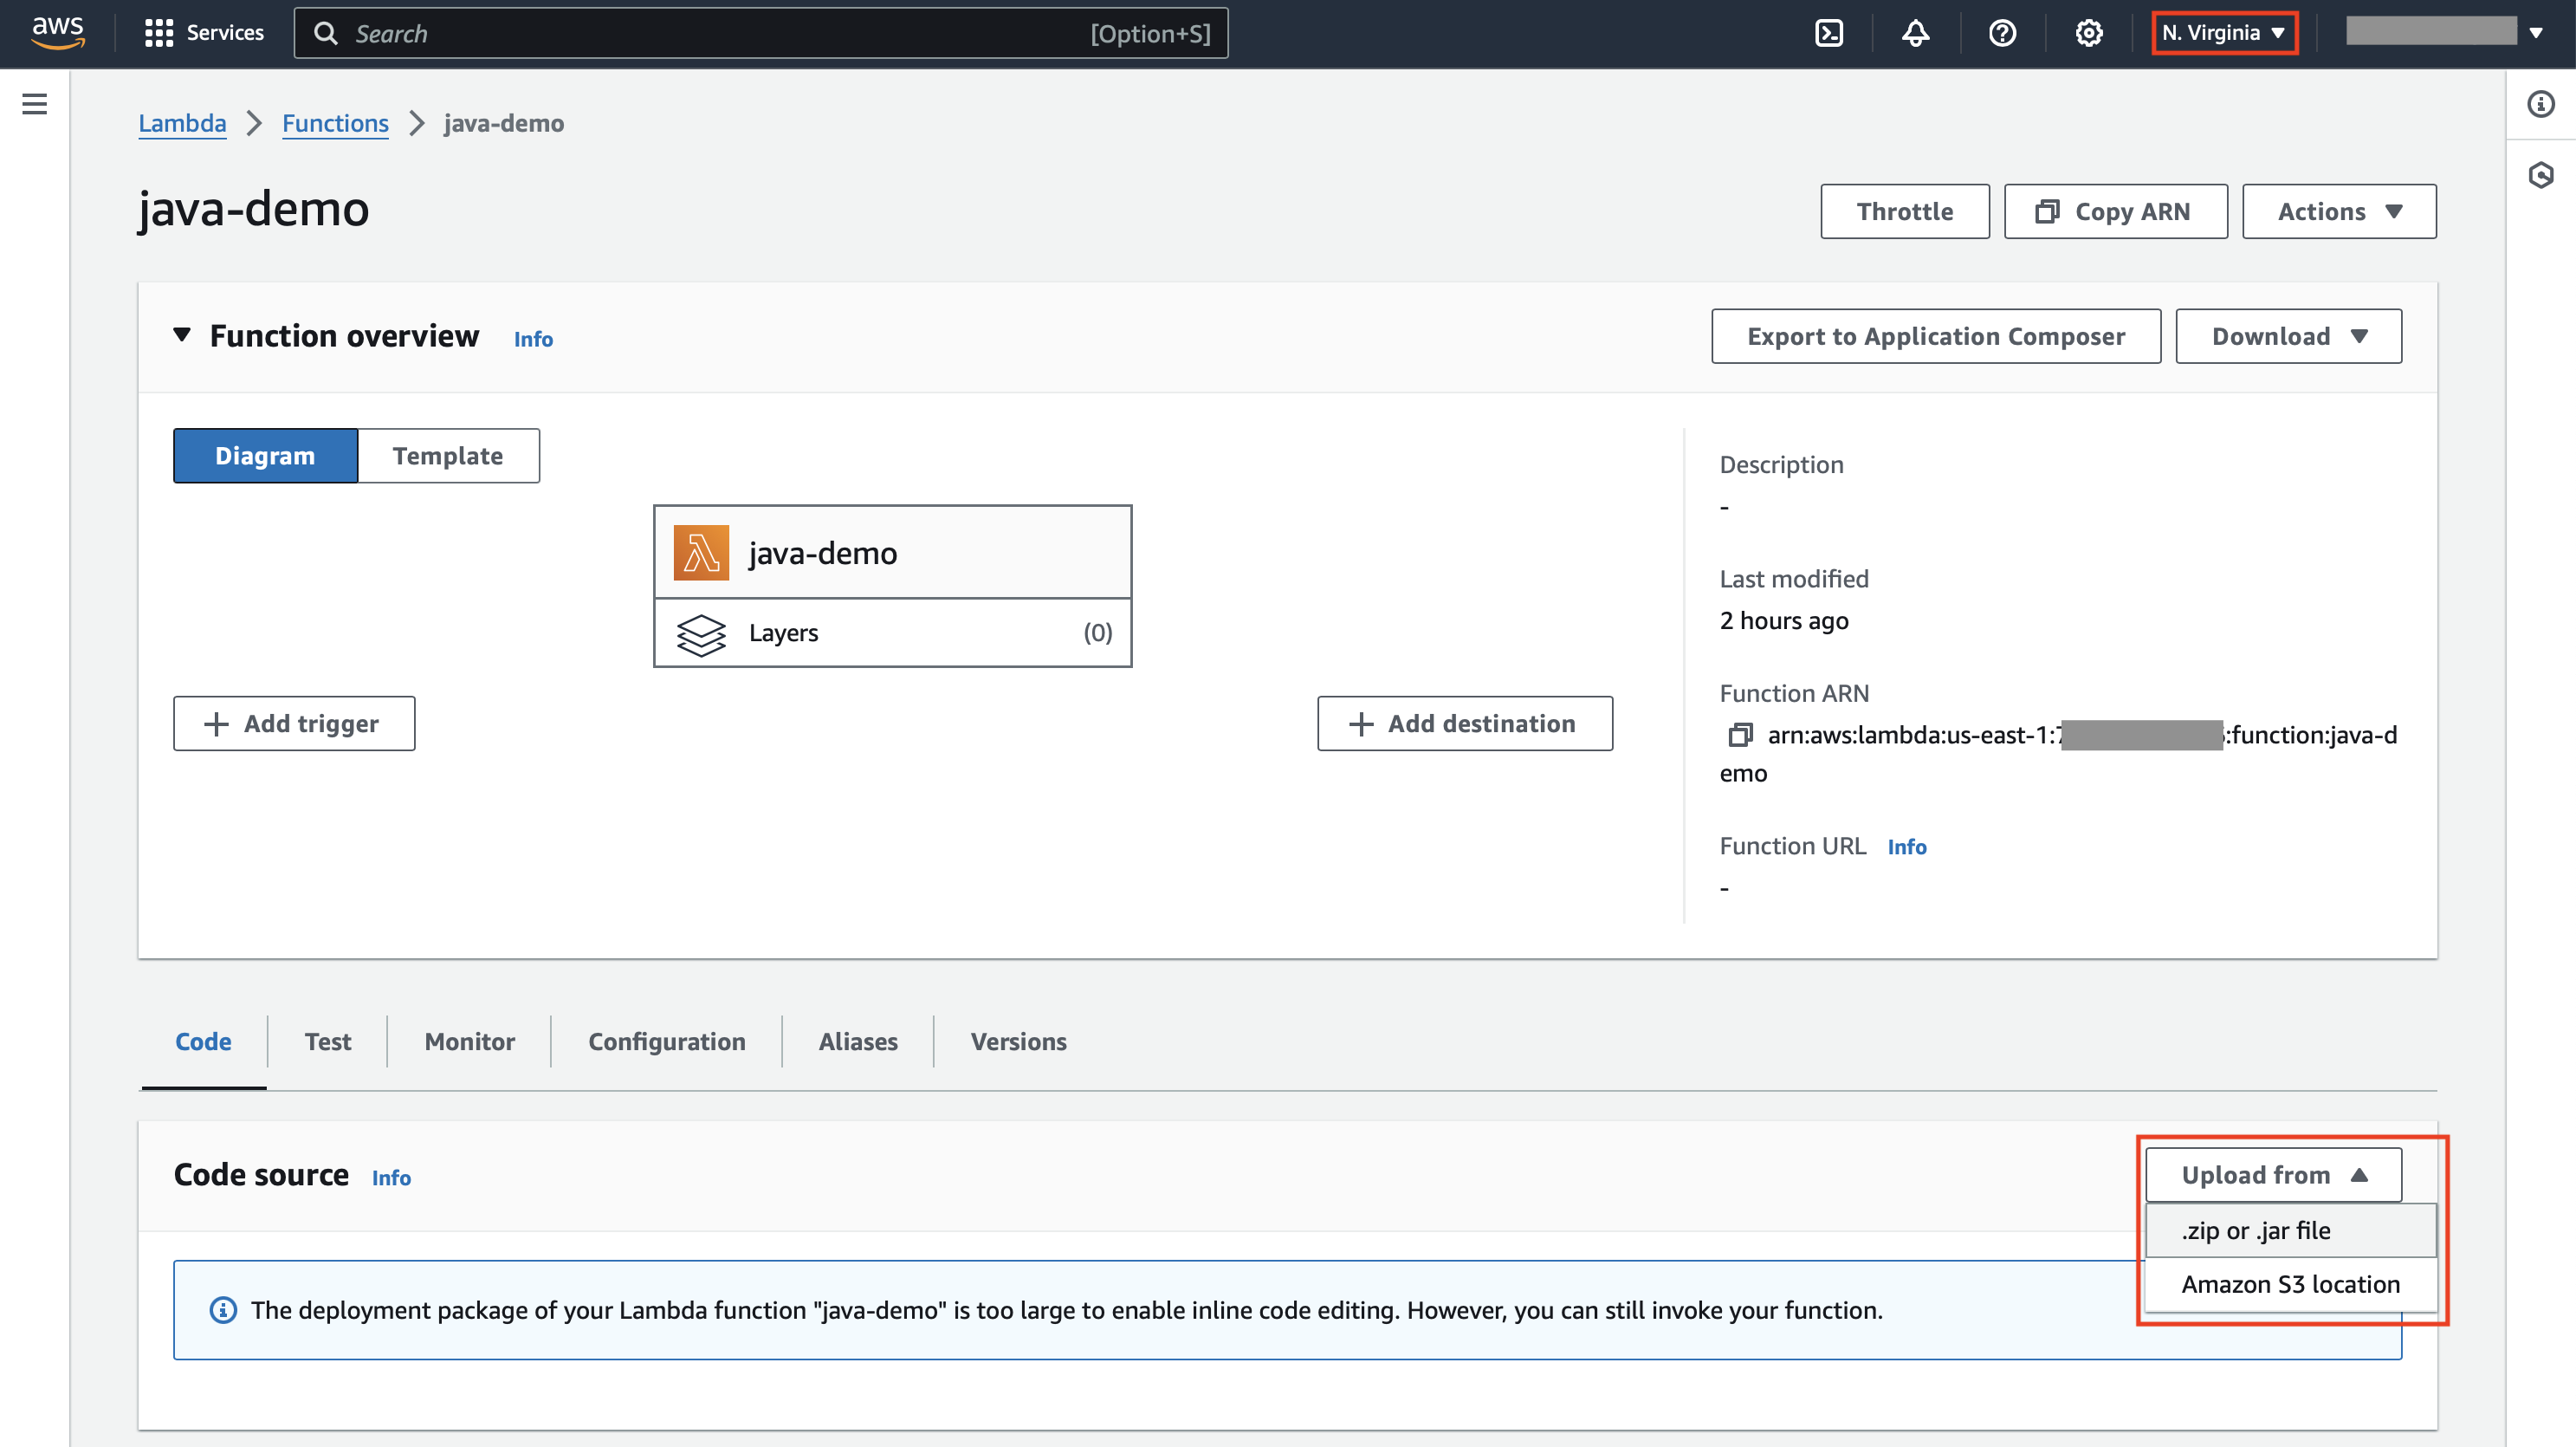 aws Services Search [Option+S] N. Virginia
Lambda Functions java-demo
java-demo
Throttle Copy ARN Actions
Function overview Info Export to Application Composer Download
Diagram Template
java-demo
Layers (0)
Add trigger
Add destination
Description
-
Last modified
2 hours ago
Function ARN
arn:aws:lambda:us-east-1: :function:java-d
emo
Function URL Info
-
Code Test Monitor Configuration Aliases Versions
Code source Info Upload from
.zip or .jar file
Amazon S3 location
The deployment package of your Lambda function "java-demo" is too large to enable inline code editing. However, you can still invoke your function.